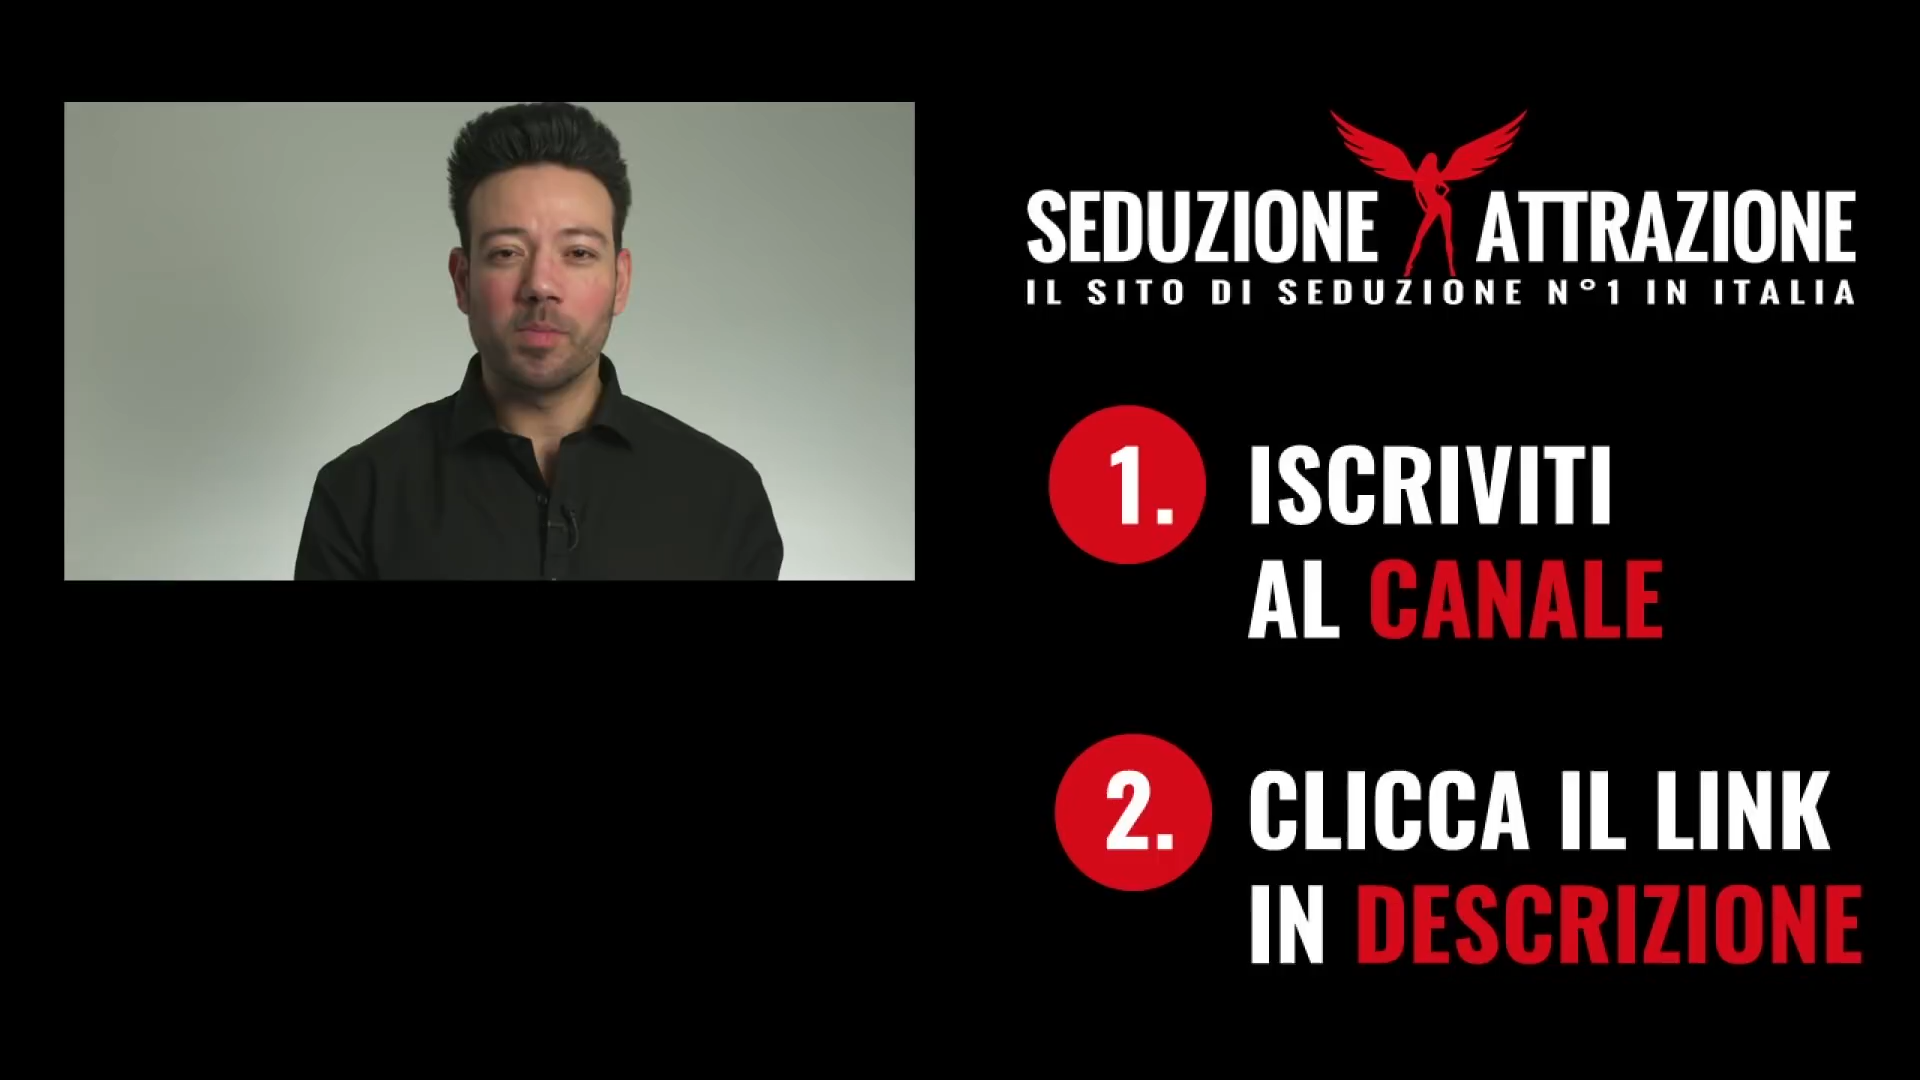 SEDUZIONE ATTRAZIONE
IL SITO DI SEDUZIONE N°1 IN ITALIA
1. ISCRIVITI
AL CANALE
2. CLICCA IL LINK
IN DESCRIZIONE